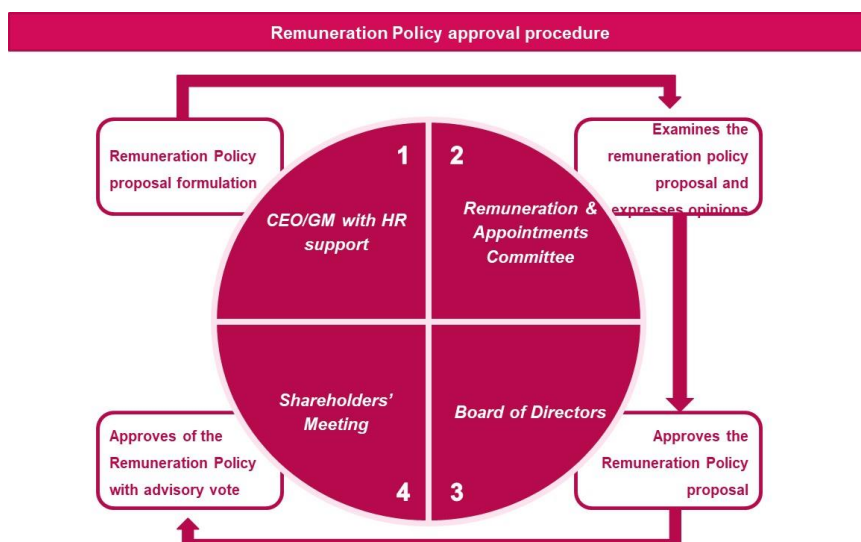 Remuneration Policy approval procedure
Remuneration Policy
proposal formulation
1
CEO/GM with HR
support
2
Remuneration &
Appointments
Committee
Examines the
remuneration policy
proposal and
expresses opinions
Shareholders'
Meeting
4
Approves of the
Remuneration Policy
with advisory vote
Board of Directors
3
Approves the
Remuneration Policy
proposal